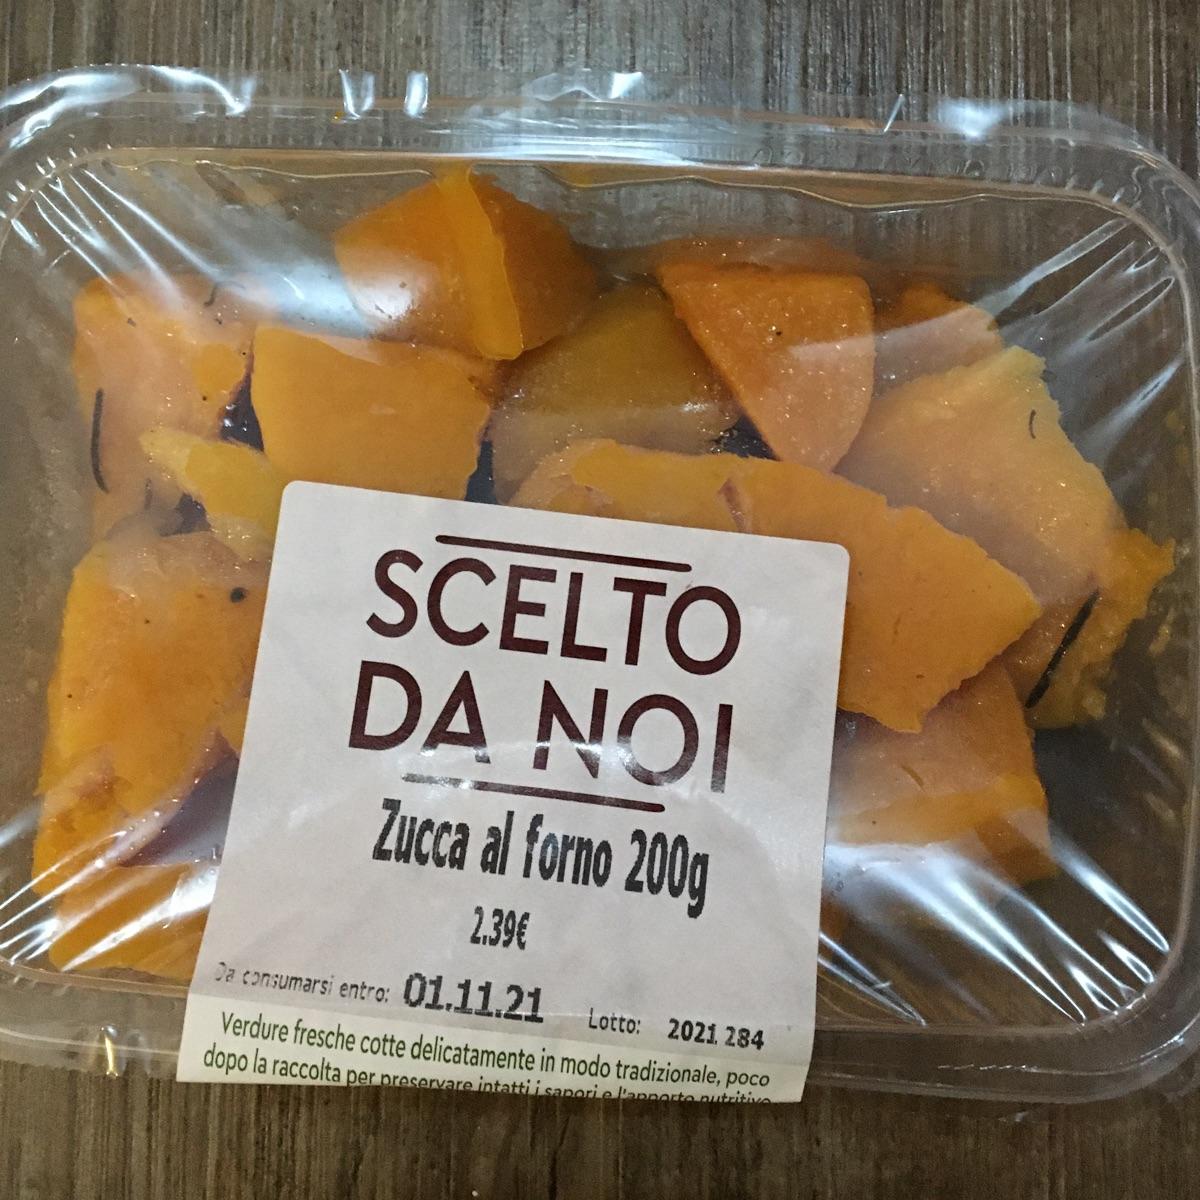 SCELTO
DA NOI
Zucca al forno 200g
2.39€
Da consumarsi entro: 01.11.21 Lotto: 2021 284
Verdure fresche cotte delicatamente in modo tradizionale, poco
dopo la raccolta per preservare intatti i sapori e l'apporto nutritivo